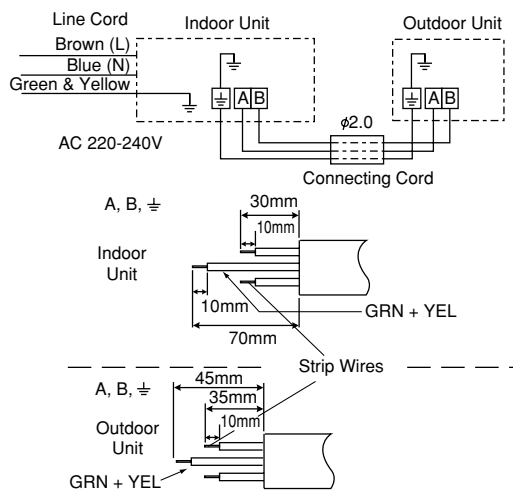 Line Cord
Indoor Unit
Outdoor Unit
Brown (L)
Blue (N)
Green & Yellow
A B
A B
AC 220-240V
ϕ2.0
Connecting Cord
A, B, ⏚
30mm
10mm
Indoor
Unit
10mm
GRN + YEL
70mm
Strip Wires
A, B, ⏚
45mm
35mm
Outdoor
Unit
10mm
GRN + YEL